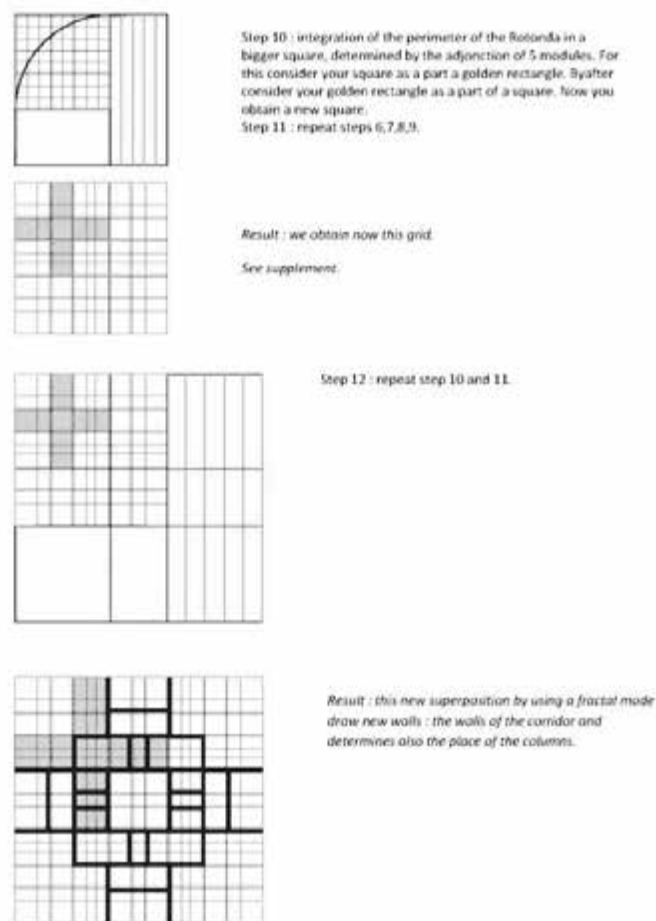 Step 10 : integration of the perimeter of the Rotonda in a
bigger square, determined by the adjonction of 5 modules. For
this consider your square as a part a golden rectangle. Byafter
consider your golden rectangle as a part of a square. Now you
obtain a new square.
Step 11 : repeat steps 6,7,8,9.
Result : we obtain now this grid.
See supplement.
Step 12 : repeat step 10 and 11.
Result : this new superposition by using a fractal mode
draw new walls : the walls of the corridor and
determines also the place of the columns.